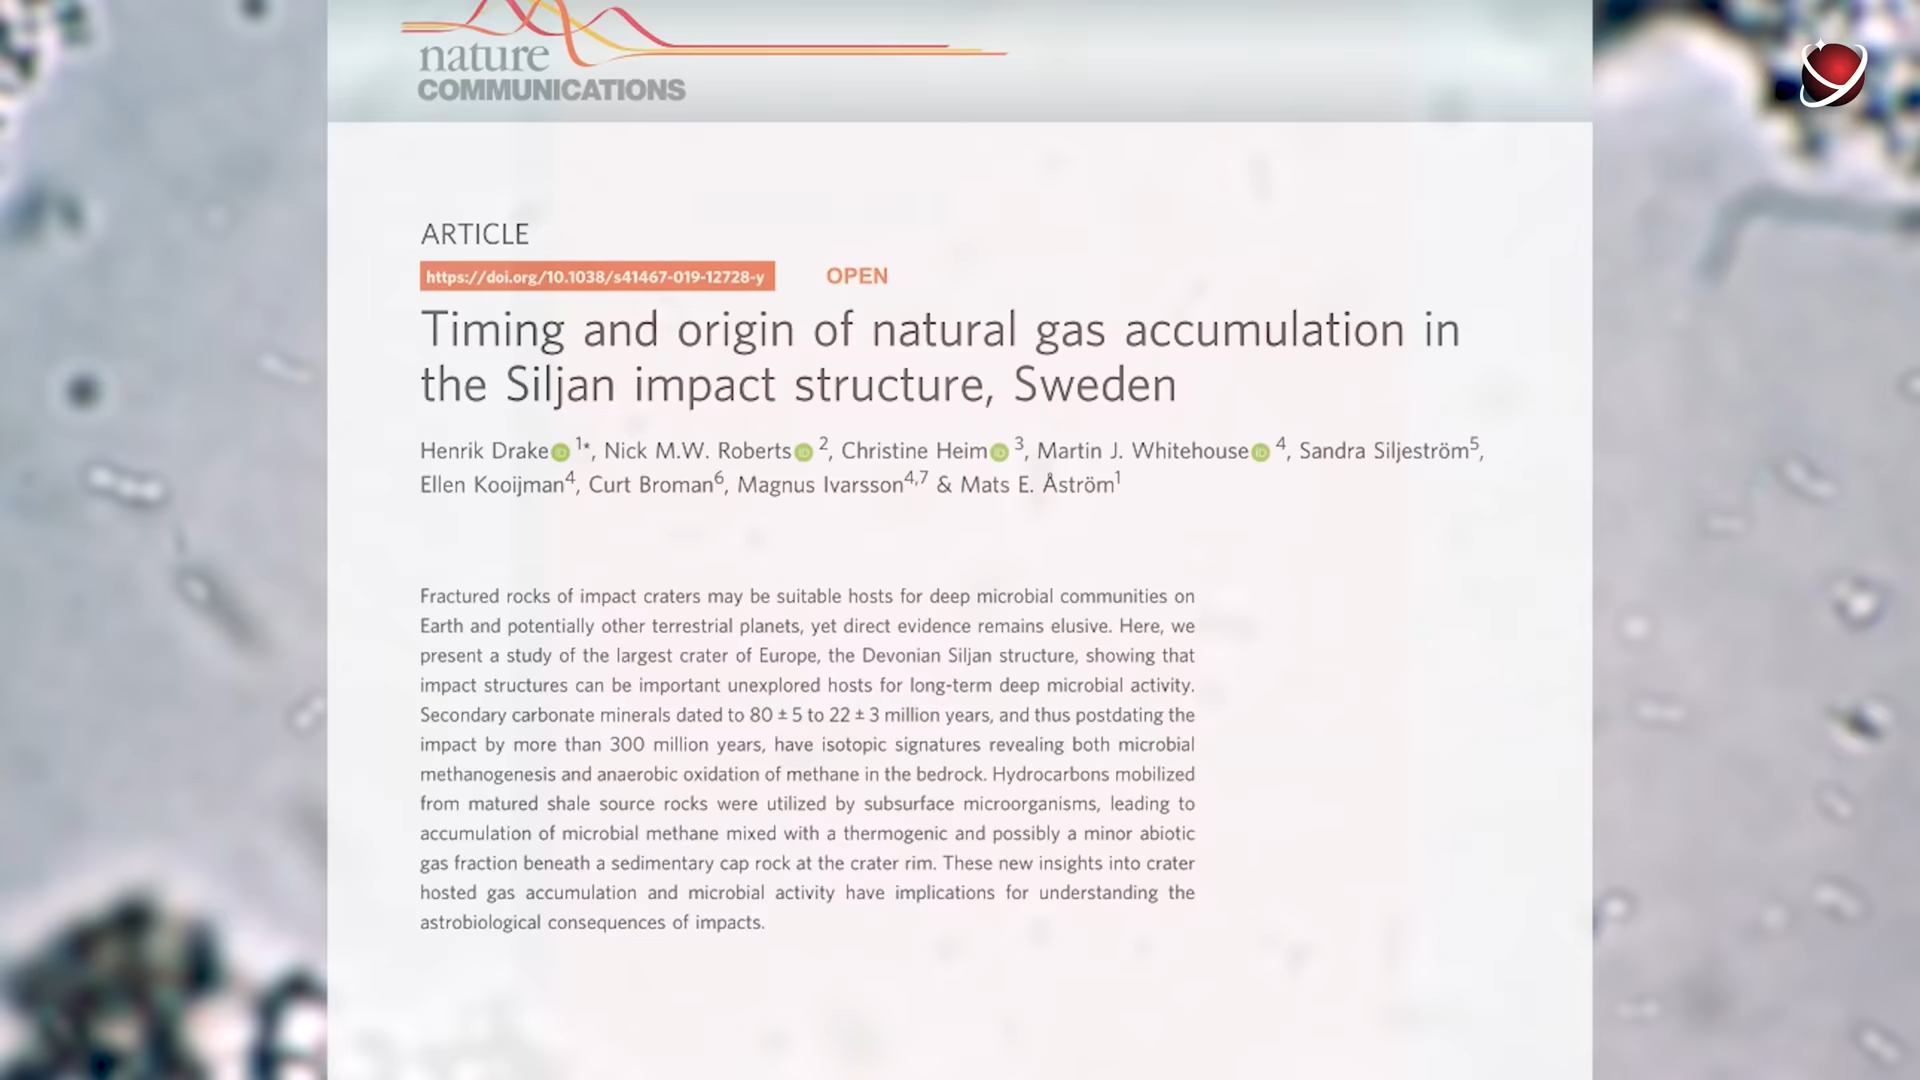 nature
COMMUNICATIONS
ARTICLE
https://doi.org/10.1038/s41467-019-12728-y
OPEN
Timing and origin of natural gas accumulation in
the Siljan impact structure, Sweden
Henrik Drake iD 1*, Nick M.W. Roberts iD 2, Christine Heim iD 3, Martin J. Whitehouse iD 4, Sandra Siljeström5,
Ellen Kooijman4, Curt Broman6, Magnus Ivarsson4,7 & Mats E. Åström1
Fractured rocks of impact craters may be suitable hosts for deep microbial communities on
Earth and potentially other terrestrial planets, yet direct evidence remains elusive. Here, we
present a study of the largest crater of Europe, the Devonian Siljan structure, showing that
impact structures can be important unexplored hosts for long-term deep microbial activity.
Secondary carbonate minerals dated to 80 ± 5 to 22 ± 3 million years, and thus postdating the
impact by more than 300 million years, have isotopic signatures revealing both microbial
methanogenesis and anaerobic oxidation of methane in the bedrock. Hydrocarbons mobilized
from matured shale source rocks were utilized by subsurface microorganisms, leading to
accumulation of microbial methane mixed with a thermogenic and possibly a minor abiotic
gas fraction beneath a sedimentary cap rock at the crater rim. These new insights into crater
hosted gas accumulation and microbial activity have implications for understanding the
astrobiological consequences of impacts.